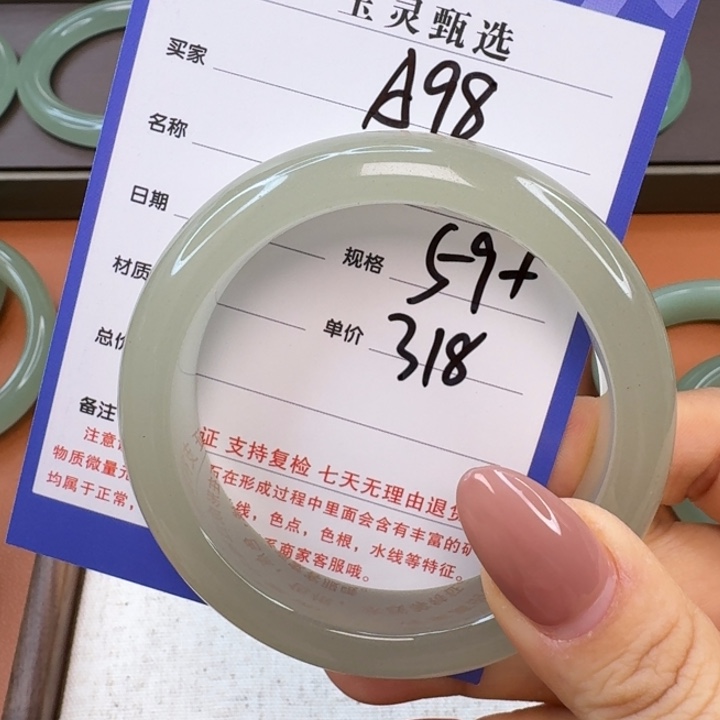 玉灵甄选
买家 A98
名称
日期
规格 59+
材质
单价 318
总价
备注
证 支持复检 七天无理由退货
注意
石在形成过程中里面会含有丰富的矿
物质微量元
线，色点，色根，水线等特征。
均属于正常，
商家客服哦。